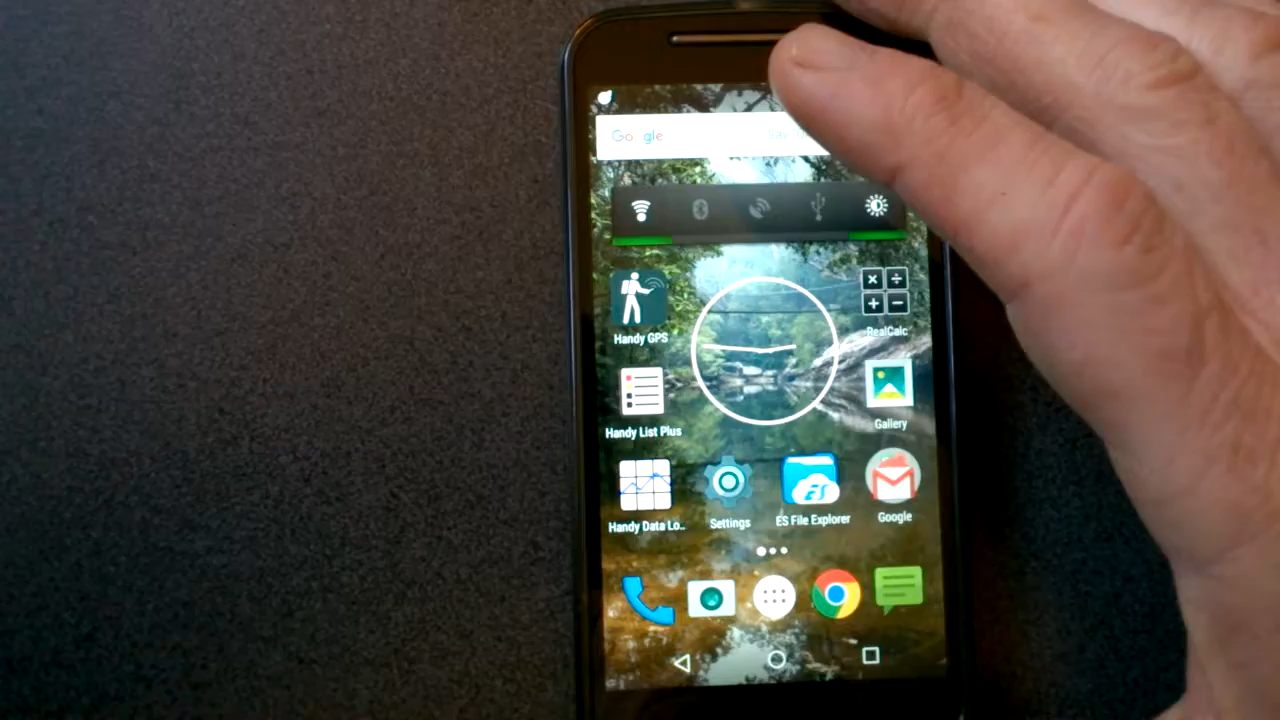 Google
Handy GPS
RealCalc
Handy List Plus
Gallery
Handy Data Lo..
Settings
ES File Explorer
Google